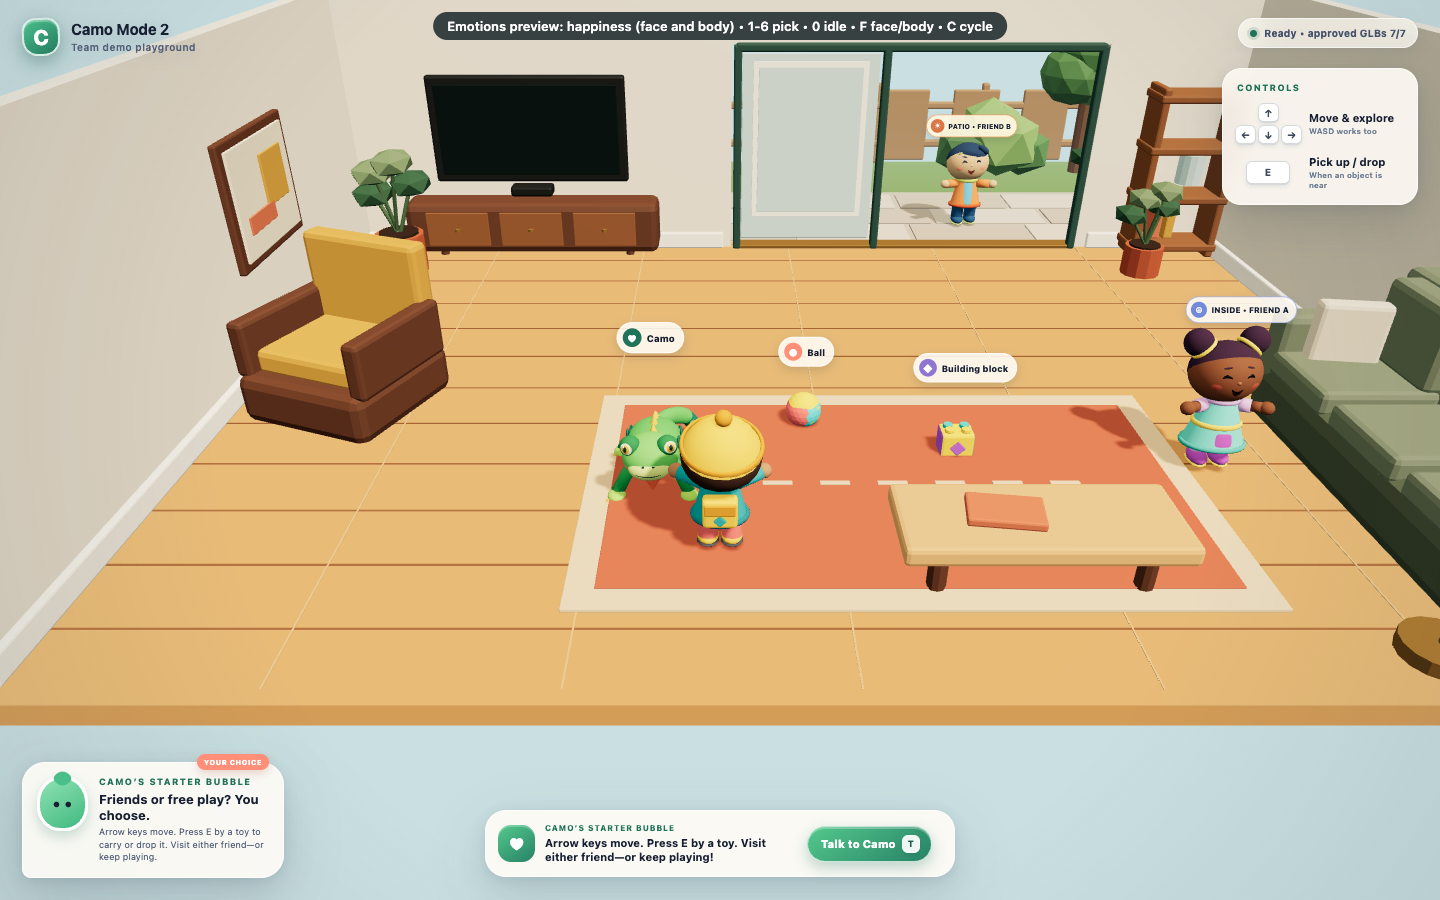 C
Camo Mode 2
Team demo playground
Emotions preview: happiness (face and body) • 1-6 pick • 0 idle • F face/body • C cycle
Ready • approved GLBs 7/7
CONTROLS
↑
← ↓ →
Move & explore
WASD works too
E
Pick up / drop
When an object is
near
PATIO • FRIEND B
INSIDE • FRIEND A
Camo
Ball
Building block
YOUR CHOICE
CAMO'S STARTER BUBBLE
Friends or free play? You
choose.
Arrow keys move. Press E by a toy to
carry or drop it. Visit either friend—or
keep playing.
CAMO'S STARTER BUBBLE
Arrow keys move. Press E by a toy. Visit
either friend—or keep playing!
Talk to Camo T